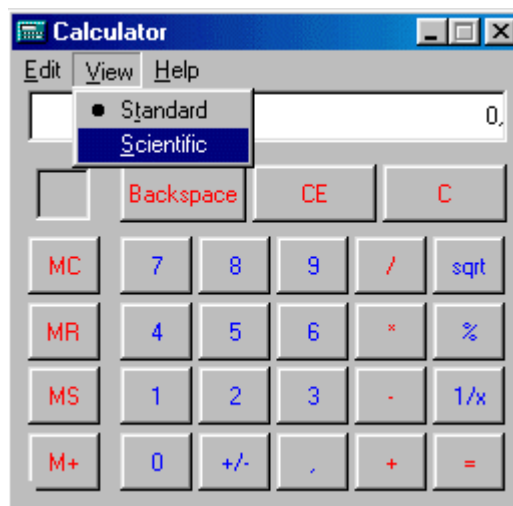 Calculator
Edit View Help
Standard
0,
Scientific
Backspace CE C
MC 7 8 9 / sqrt
MR 4 5 6 * %
MS 1 2 3 - 1/x
M+ 0 +/- , + =